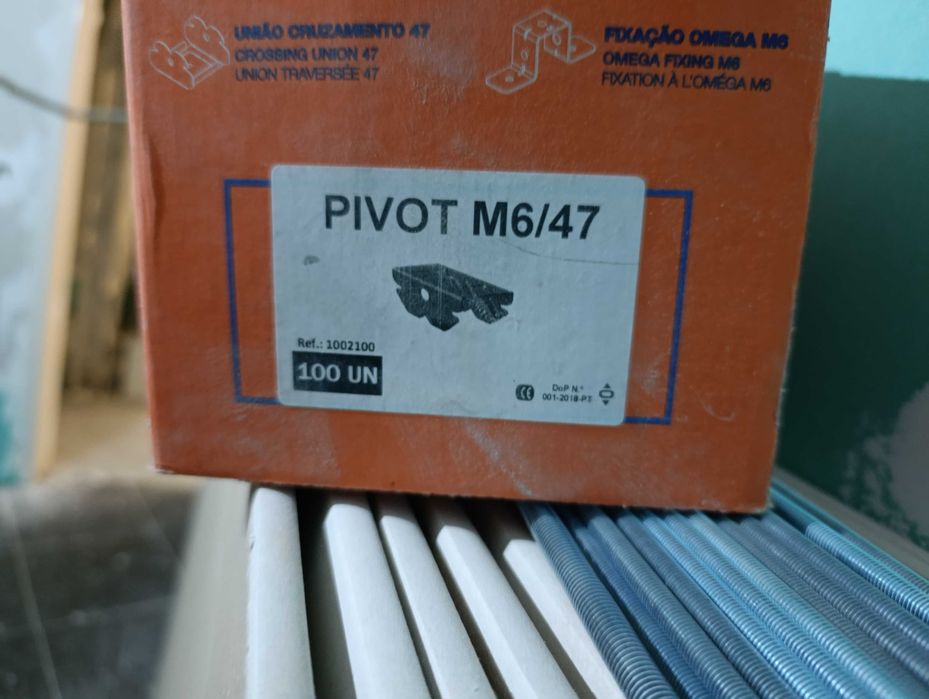 UNIÃO CRUZAMENTO 47
CROSSING UNION 47
UNION TRAVERSÉE 47
FIXAÇÃO OMEGA M6
OMEGA FIXING M6
FIXATION À L'OMÉGA M6
PIVOT M6/47
Ref.: 1002100
100 UN
CE
DoP N.º
001-2018-PT